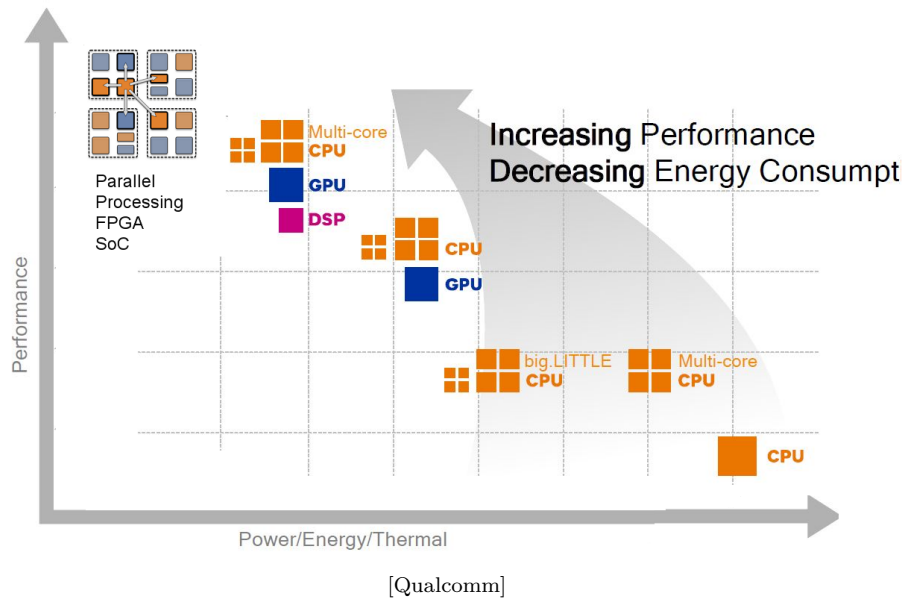 Increasing Performance
Decreasing Energy Consumpt
Multi-core
CPU
GPU
DSP
Parallel
Processing
FPGA
SoC
CPU
GPU
big.LITTLE
CPU
Multi-core
CPU
CPU
Performance
Power/Energy/Thermal
[Qualcomm]